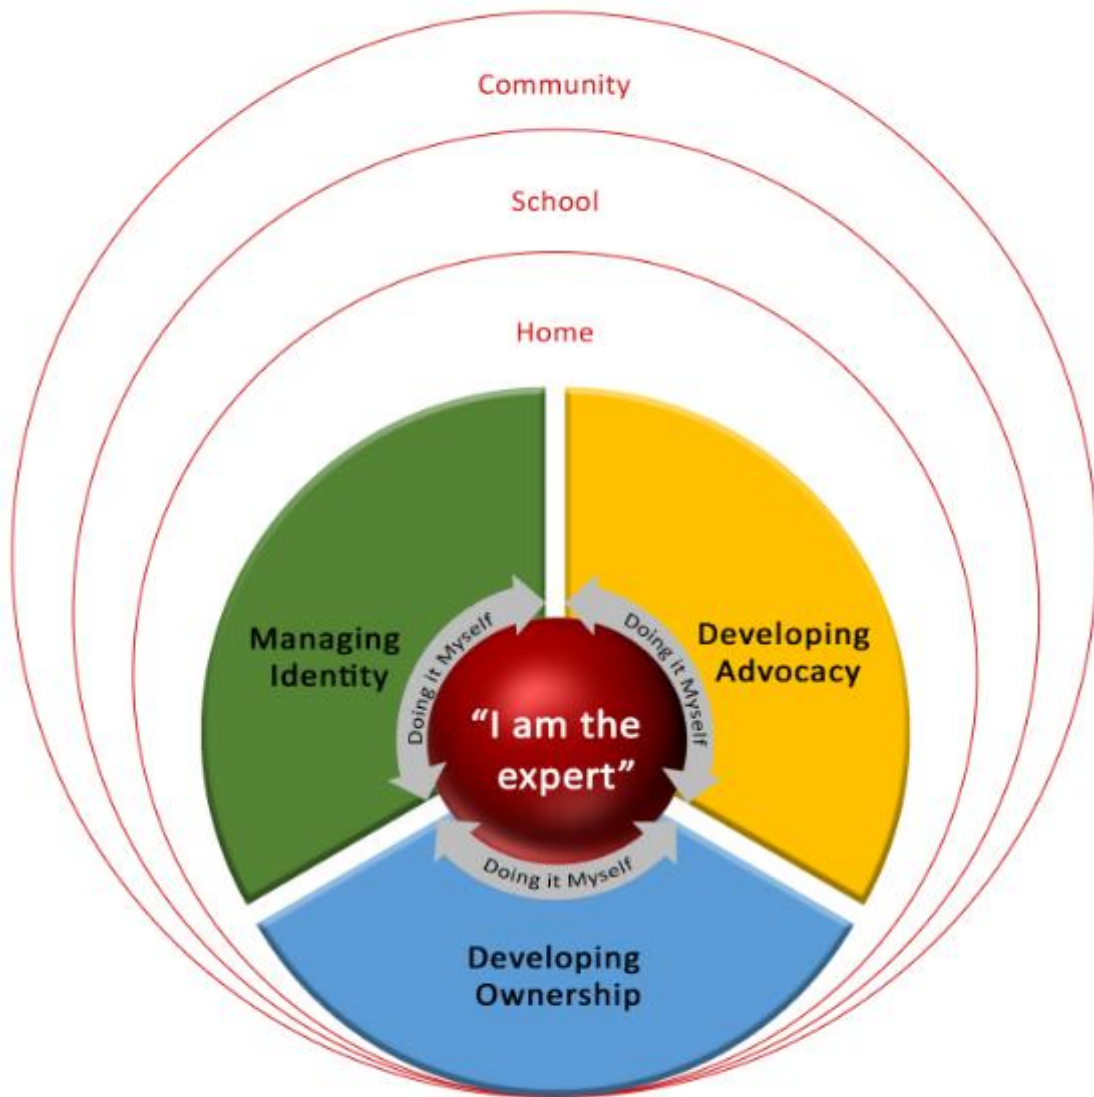 Community
School
Home
Managing
Identity
Doing it Myself
Doing it Myself
Developing
Advocacy
“I am the
expert”
Doing it Myself
Developing
Ownership